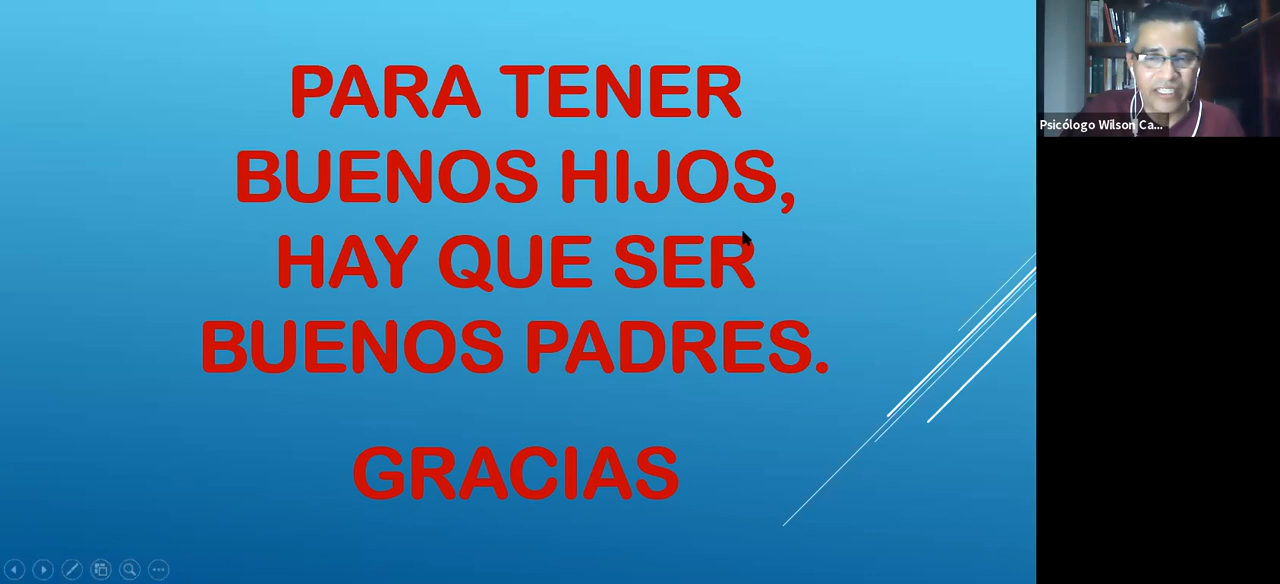 PARA TENER
BUENOS HIJOS,
HAY QUE SER
BUENOS PADRES.
GRACIAS
Psicólogo Wilson Ca...